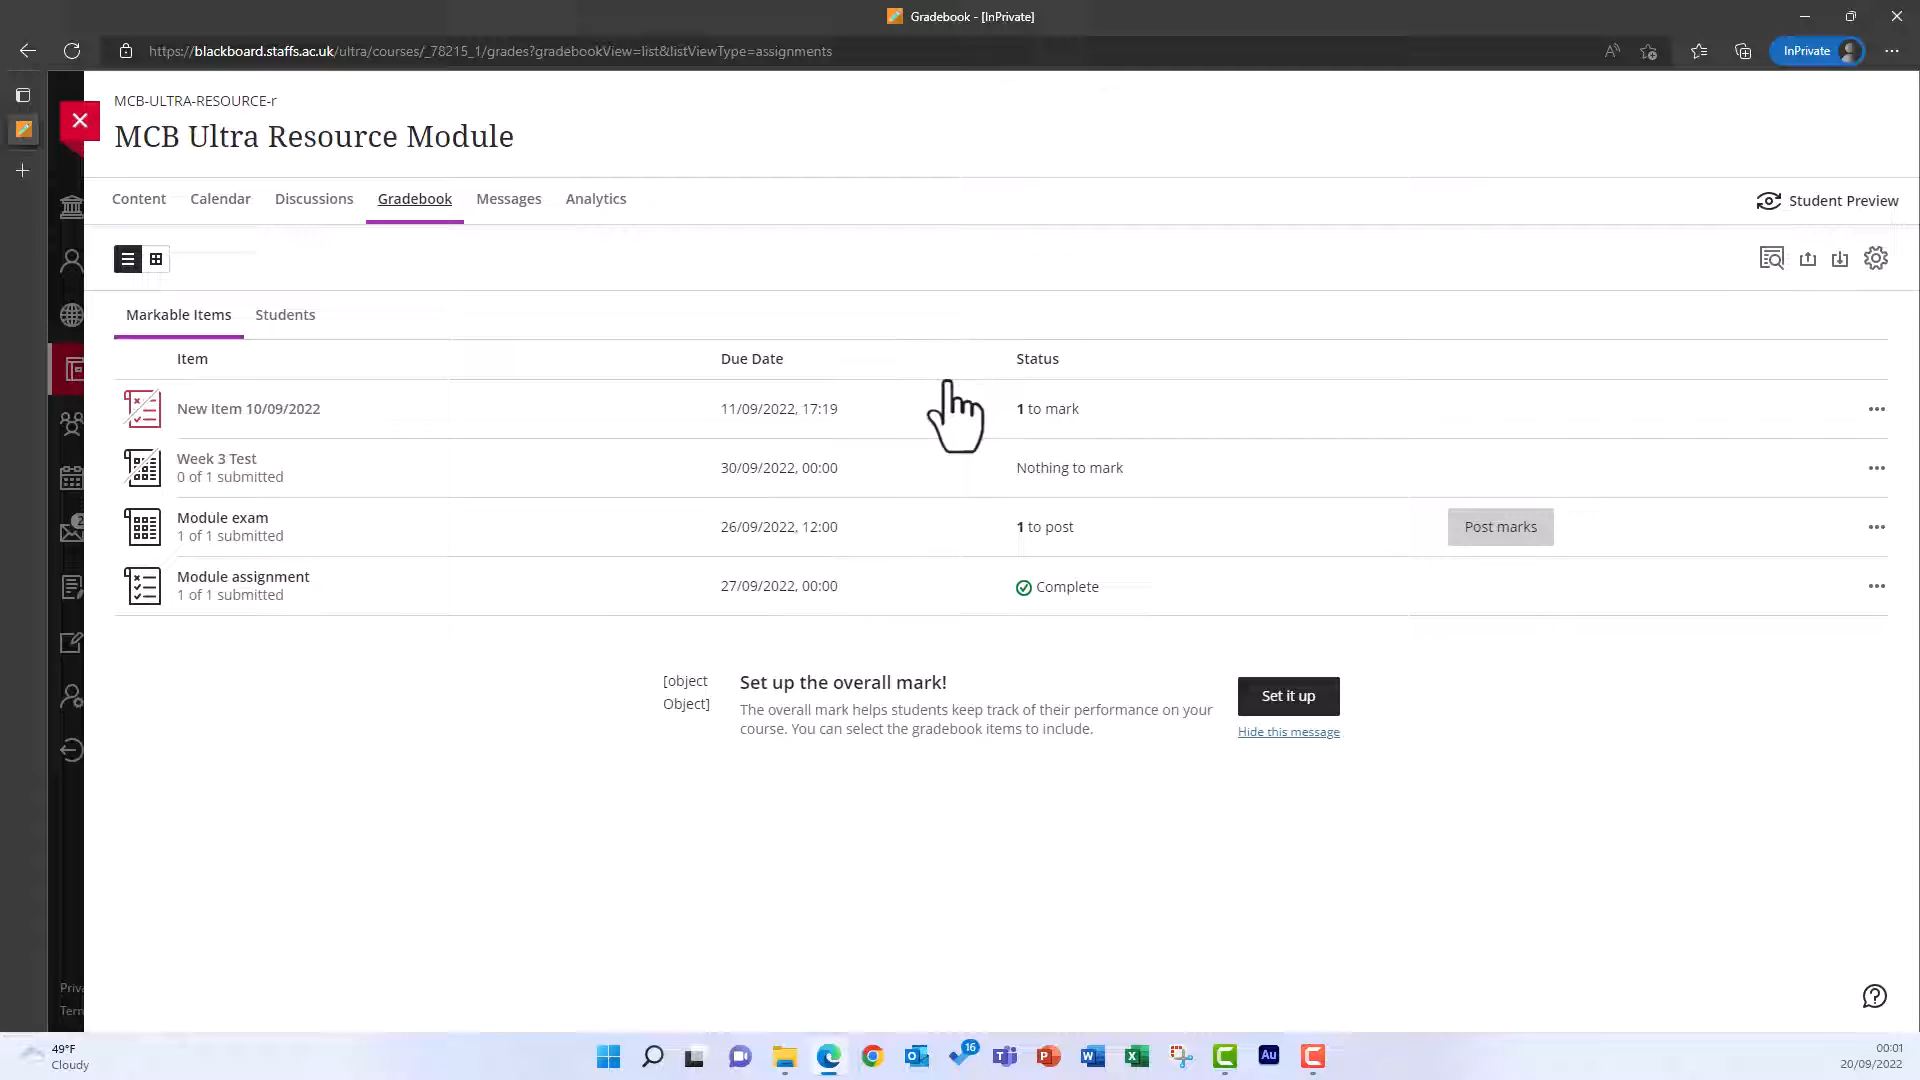 Gradebook - [InPrivate]
https://blackboard.staffs.ac.uk/ultra/courses/_78215_1/grades?gradebookView=list&listViewType=assignments
InPrivate
MCB-ULTRA-RESOURCE-r
MCB Ultra Resource Module
Content Calendar Discussions Gradebook Messages Analytics
Student Preview
Markable Items Students
Item Due Date Status
New Item 10/09/2022 11/09/2022, 17:19 1 to mark
Week 3 Test
0 of 1 submitted
30/09/2022, 00:00 Nothing to mark
2
Module exam
1 of 1 submitted
26/09/2022, 12:00 1 to post Post marks
Module assignment
1 of 1 submitted
27/09/2022, 00:00 Complete
[object
Object]
Set up the overall mark!
The overall mark helps students keep track of their performance on your
course. You can select the gradebook items to include.
Set it up
Hide this message
Priva
Term
49°F
Cloudy
16
Au
00:01
20/09/2022